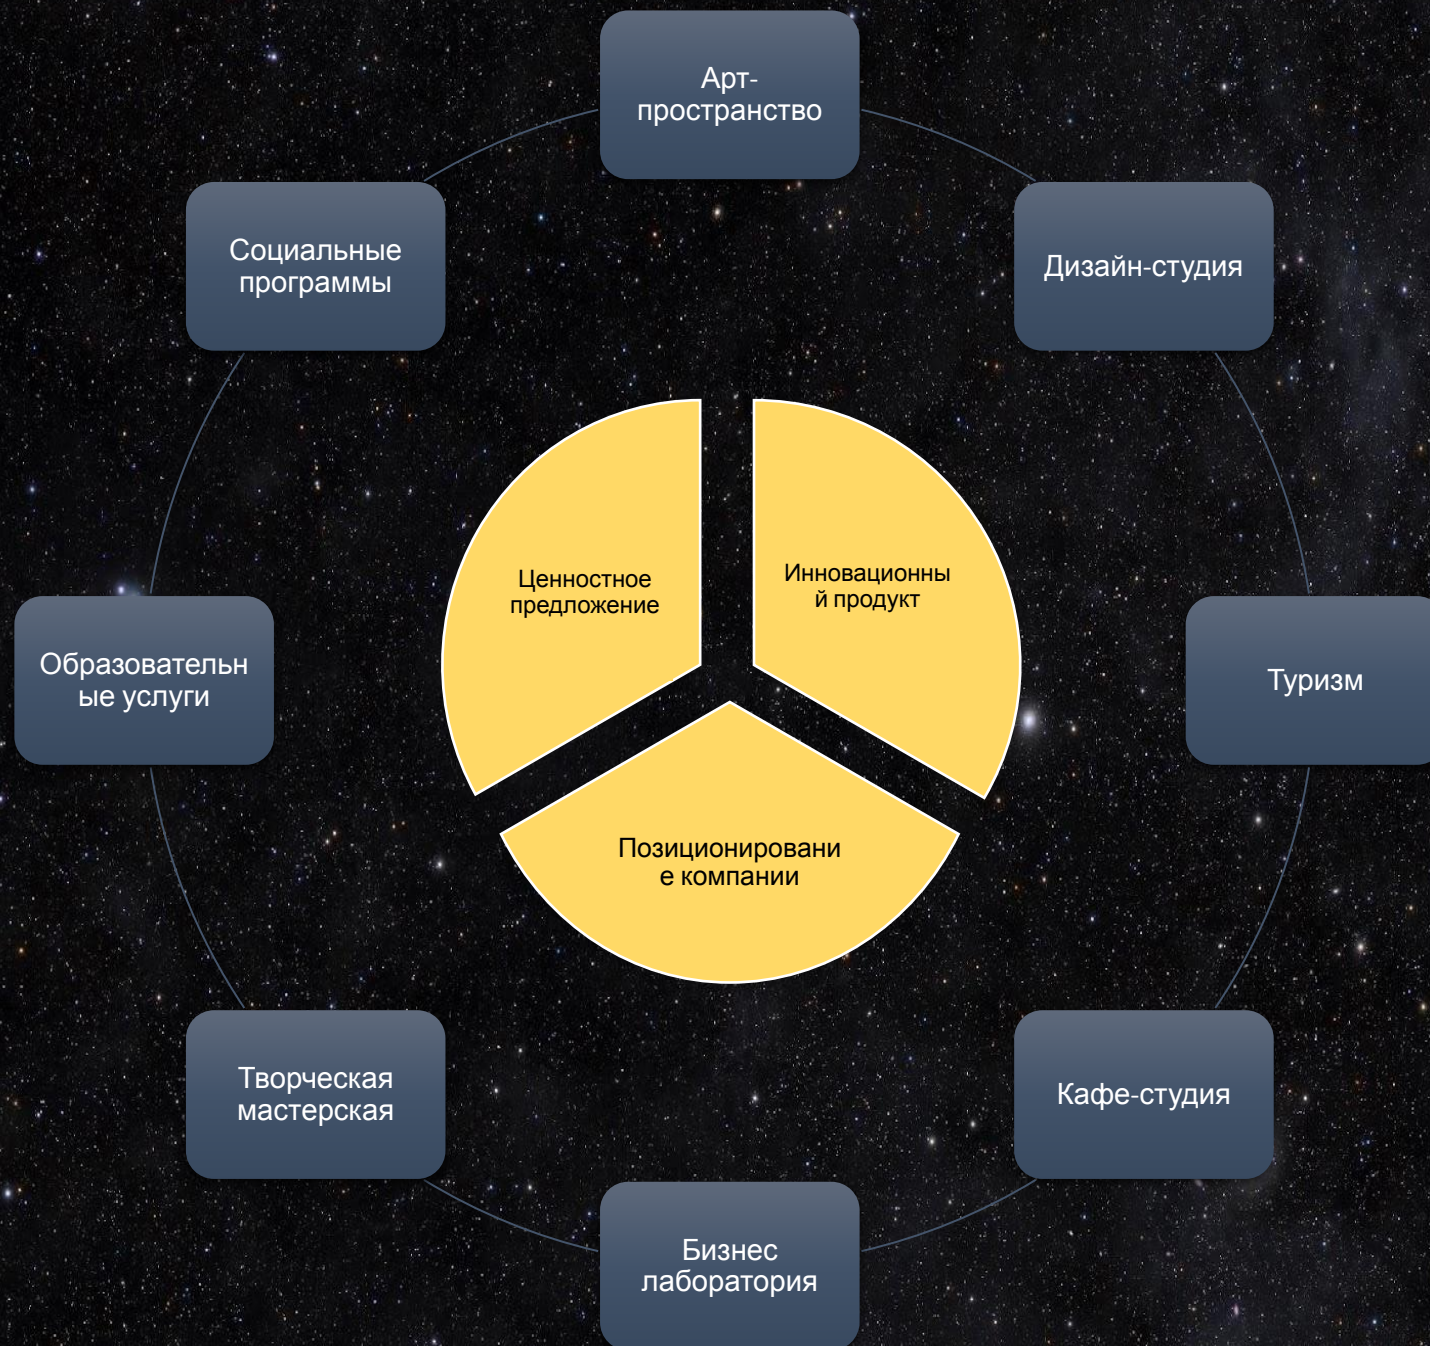 Арт-
пространство
Социальные
программы
Дизайн-студия
Ценностное
предложение
Инновационны
й продукт
Образовательн
ые услуги
Туризм
Позиционировани
е компании
Творческая
мастерская
Кафе-студия
Бизнес
лаборатория